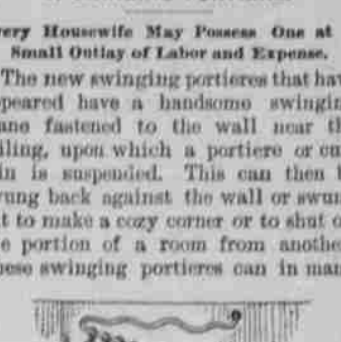 ery Housewife May Possess One at
Small Outlay of Labor and Expense.
The new swinging portieres that hav
peared have a handsome swingin
ane fastened to the wall near th
iling, upon which a portiere or cur
in is suspended. This can then b
rung back against the wall or swun
t to make a cozy corner or to shut o
e portion of a room from anothe
hese swinging portieres can in man